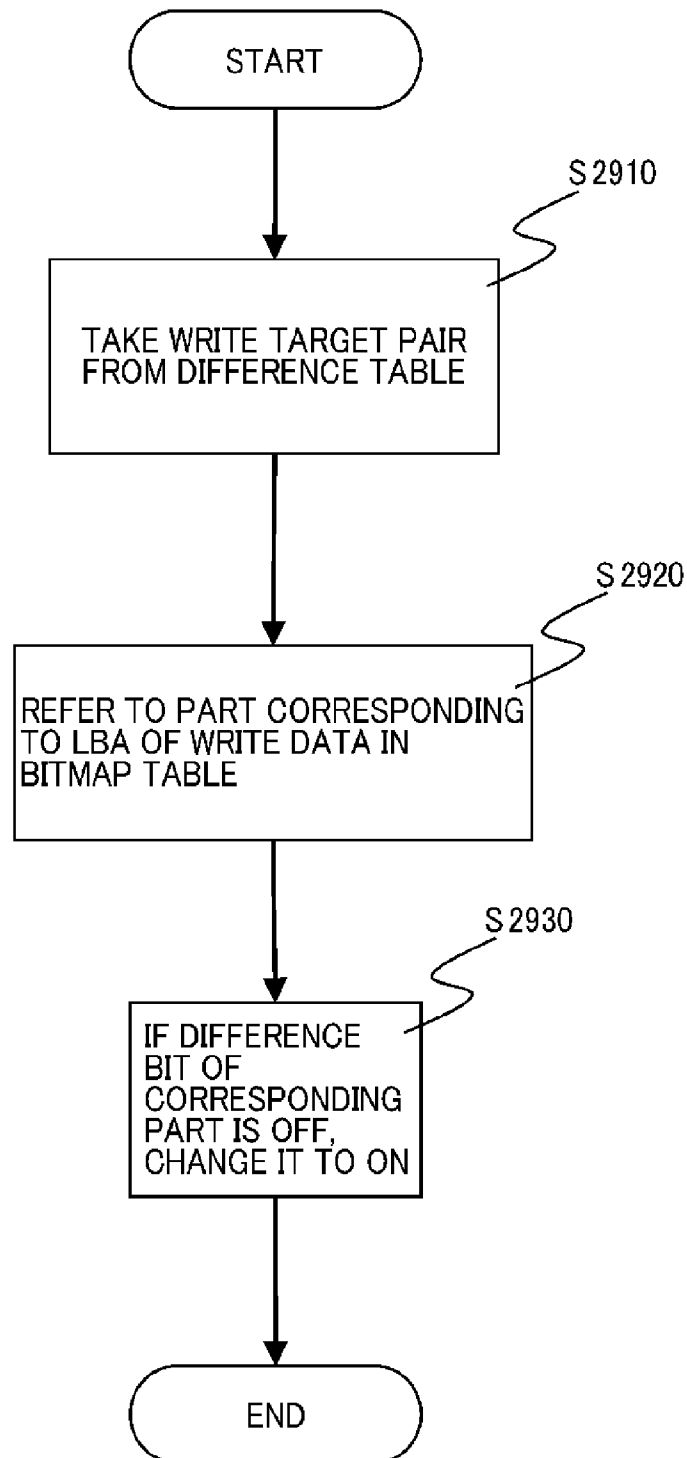 START
S2910
TAKE WRITE TARGET PAIR
FROM DIFFERENCE TABLE
S2920
REFER TO PART CORRESPONDING
TO LBA OF WRITE DATA IN
BITMAP TABLE
S2930
IF DIFFERENCE
BIT OF
CORRESPONDING
PART IS OFF,
CHANGE IT TO ON
END